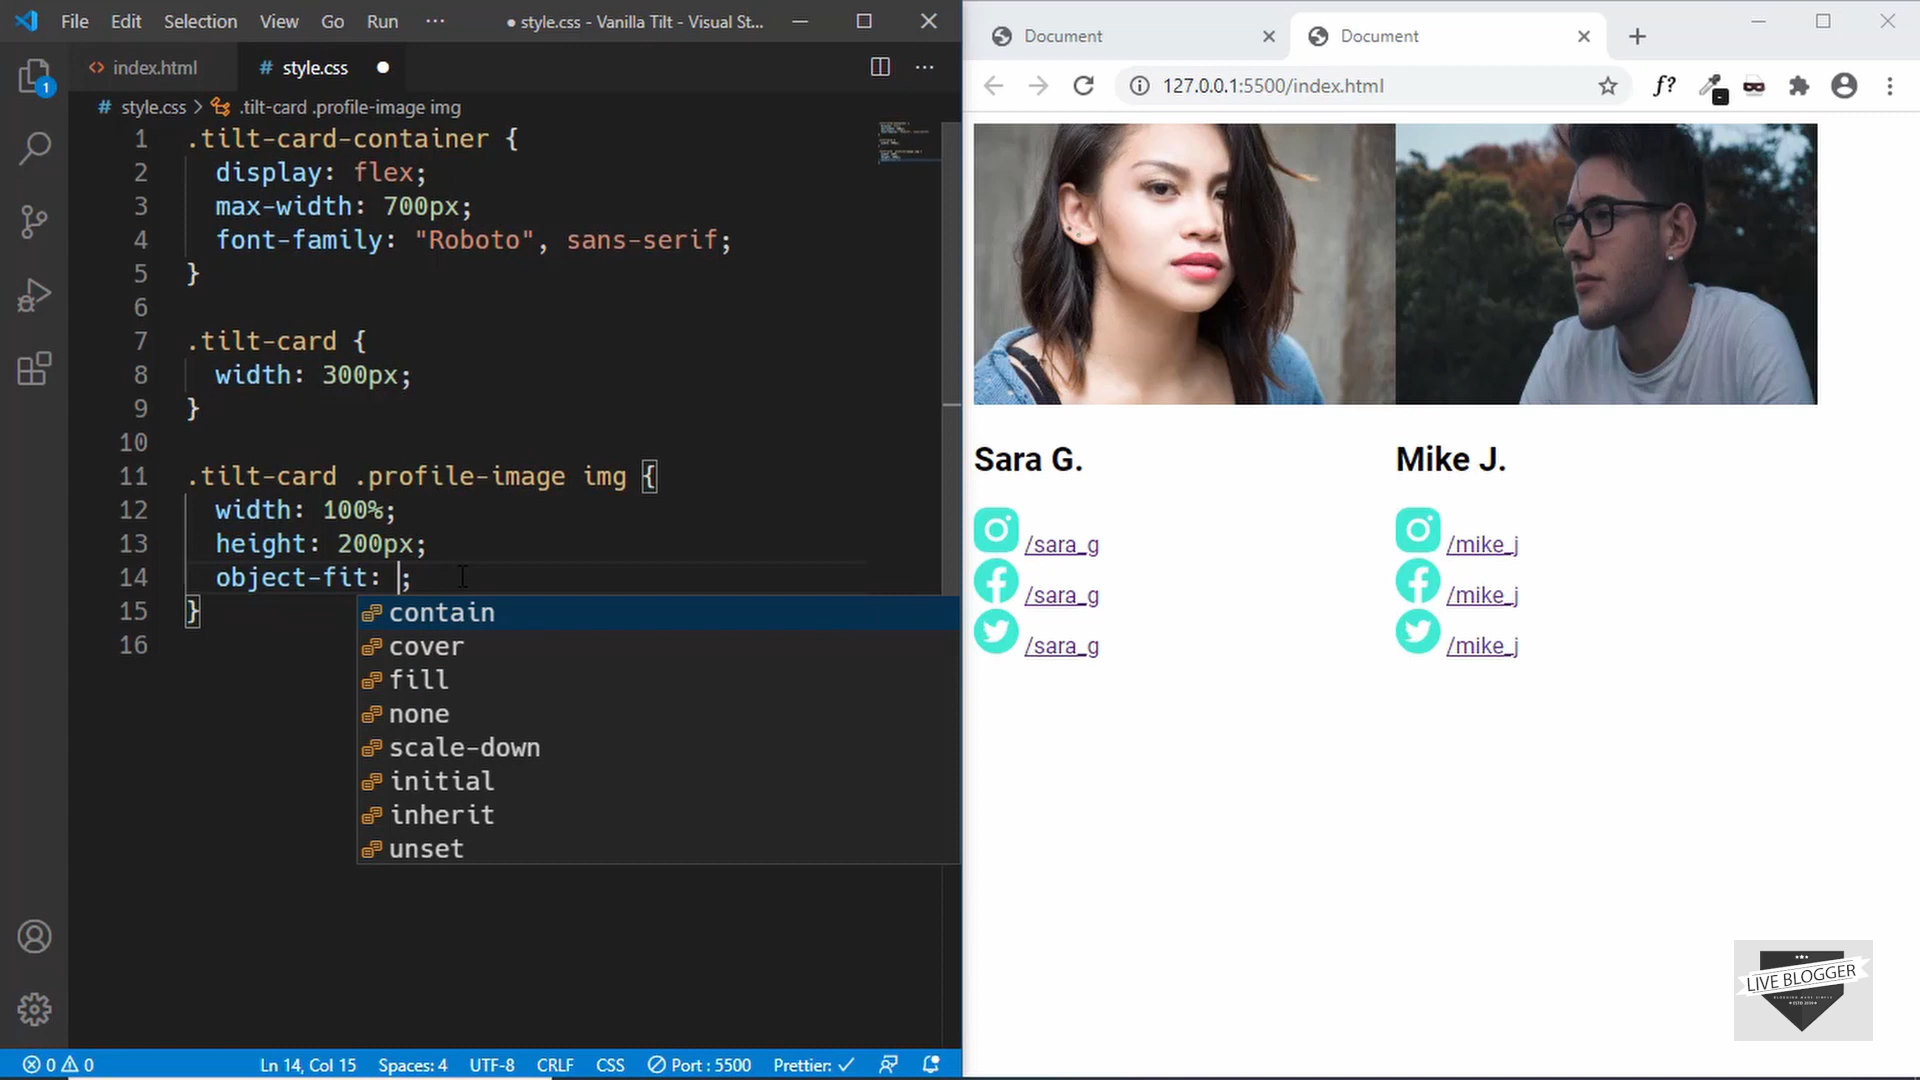 File Edit Selection View Go Run ··· ● style.css - Vanilla Tilt - Visual St...
index.html # style.css ●
# style.css > .tilt-card .profile-image img
1 .tilt-card-container {
2 display: flex;
3 max-width: 700px;
4 font-family: "Roboto", sans-serif;
5 }
6
7 .tilt-card {
8 width: 300px;
9 }
10
11 .tilt-card .profile-image img {
12 width: 100%;
13 height: 200px;
14 object-fit: ;
15 }
16
contain
cover
fill
none
scale-down
initial
inherit
unset
1
0 0 Ln 14, Col 15 Spaces: 4 UTF-8 CRLF CSS Port : 5500 Prettier: ✓
Document Document
127.0.0.1:5500/index.html f?
Sara G. Mike J.
/sara_g /mike_j
/sara_g /mike_j
/sara_g /mike_j
LIVE BLOGGER